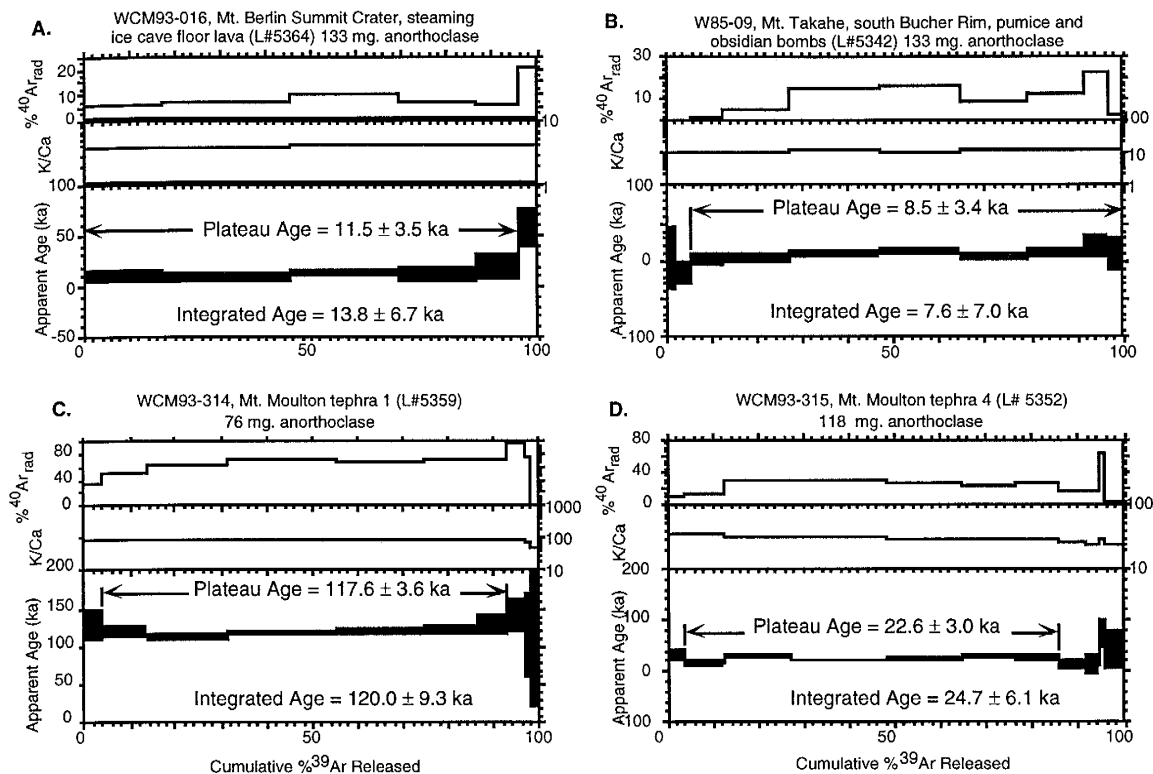 A.
WCM93-016, Mt. Berlin Summit Crater, steaming
ice cave floor lava (L#5364) 133 mg. anorthoclase
%40Arrad
20
10
0
10
K/Ca
1
100
Apparent Age (ka)
50
0
-50
Plateau Age = 11.5 ± 3.5 ka
Integrated Age = 13.8 ± 6.7 ka
0 50 100
B.
W85-09, Mt. Takahe, south Bucher Rim, pumice and
obsidian bombs (L#5342) 133 mg. anorthoclase
%40Arrad
30
0
100
K/Ca
10
1
100
Apparent Age (ka)
0
-100
Plateau Age = 8.5 ± 3.4 ka
Integrated Age = 7.6 ± 7.0 ka
0 50 100
C.
WCM93-314, Mt. Moulton tephra 1 (L#5359)
76 mg. anorthoclase
%40Arrad
80
40
0
1000
K/Ca
100
10
200
Apparent Age (ka)
150
100
50
0
Plateau Age = 117.6 ± 3.6 ka
Integrated Age = 120.0 ± 9.3 ka
0 50 100
Cumulative %39Ar Released
D.
WCM93-315, Mt. Moulton tephra 4 (L# 5352)
118 mg. anorthoclase
%40Arrad
80
60
40
20
0
100
K/Ca
10
200
Apparent Age (ka)
100
0
-100
Plateau Age = 22.6 ± 3.0 ka
Integrated Age = 24.7 ± 6.1 ka
0 50 100
Cumulative %39Ar Released